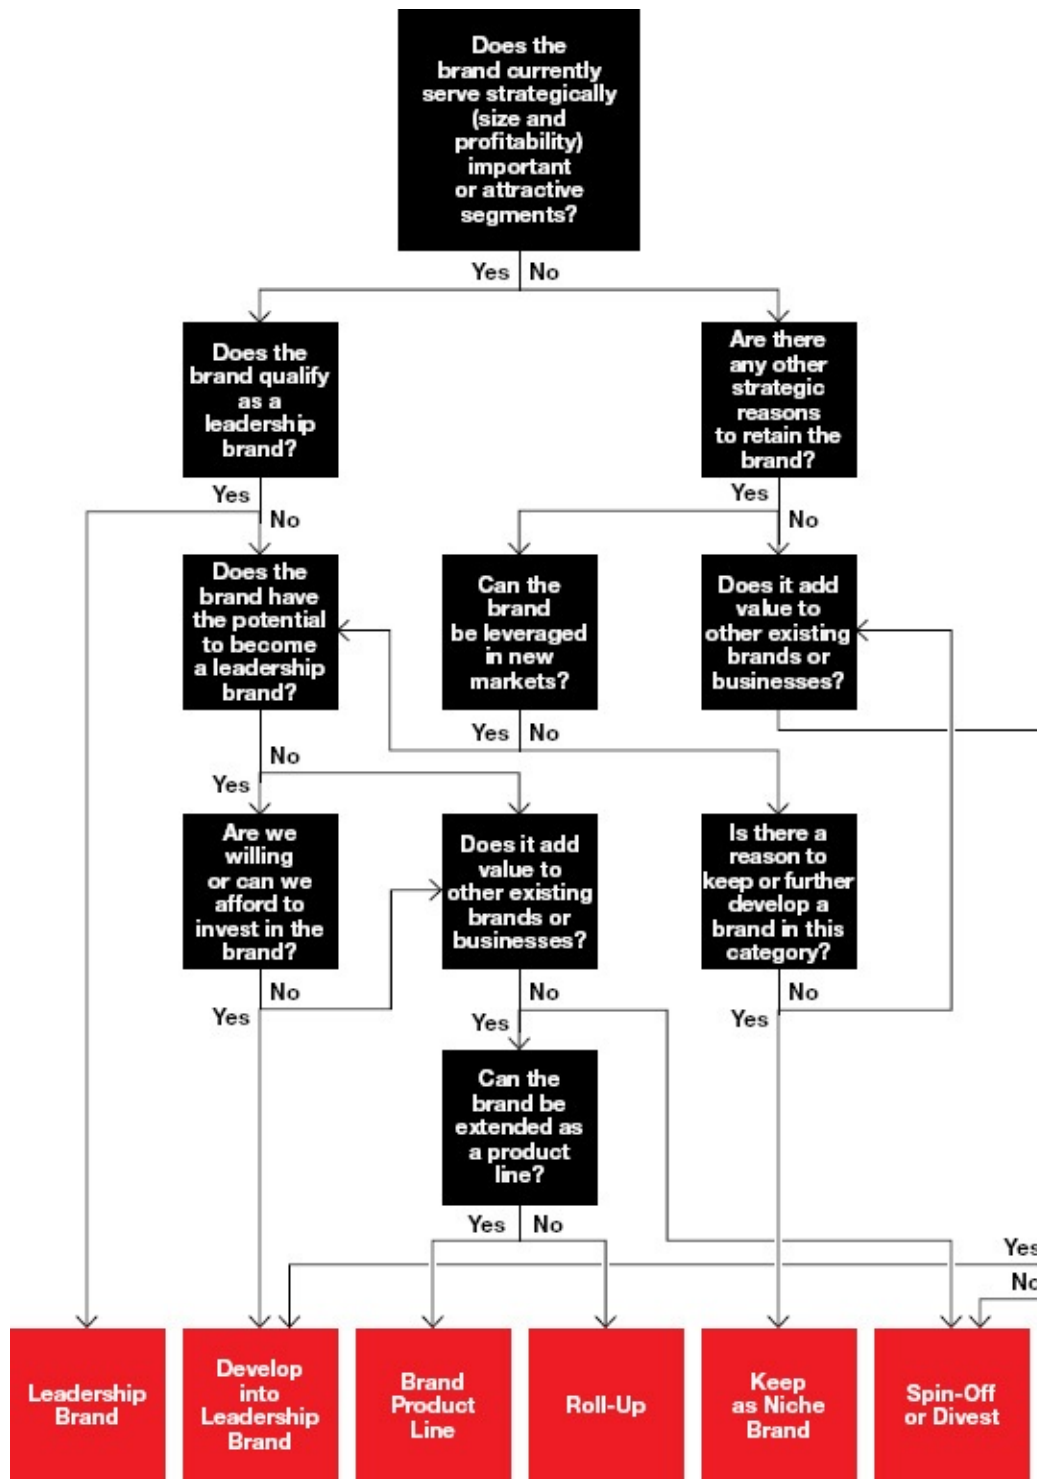 Does the
brand currently
serve strategically
(size and
profitability)
important
or attractive
segments?
Yes
No
Does the
brand qualify
as a
leadership
brand?
Are there
any other
strategic
reasons
to retain the
brand?
Yes
No
Yes
No
Does the
brand have
the potential
to become
a leadership
brand?
Can the
brand
be leveraged
in new
markets?
Does it add
value to
other existing
brands or
businesses?
Yes
No
No
Yes
Are we
willing
or can we
afford to
invest in the
brand?
Does it add
value to
other existing
brands or
businesses?
Is there a
reason to
keep or further
develop a
brand in this
category?
No
Yes
No
Yes
No
Yes
Can the
brand be
extended as
a product
line?
Yes
No
Yes
No
Leadership
Brand
Develop
into
Leadership
Brand
Brand
Product
Line
Roll-Up
Keep
as Niche
Brand
Spin-Off
or Divest